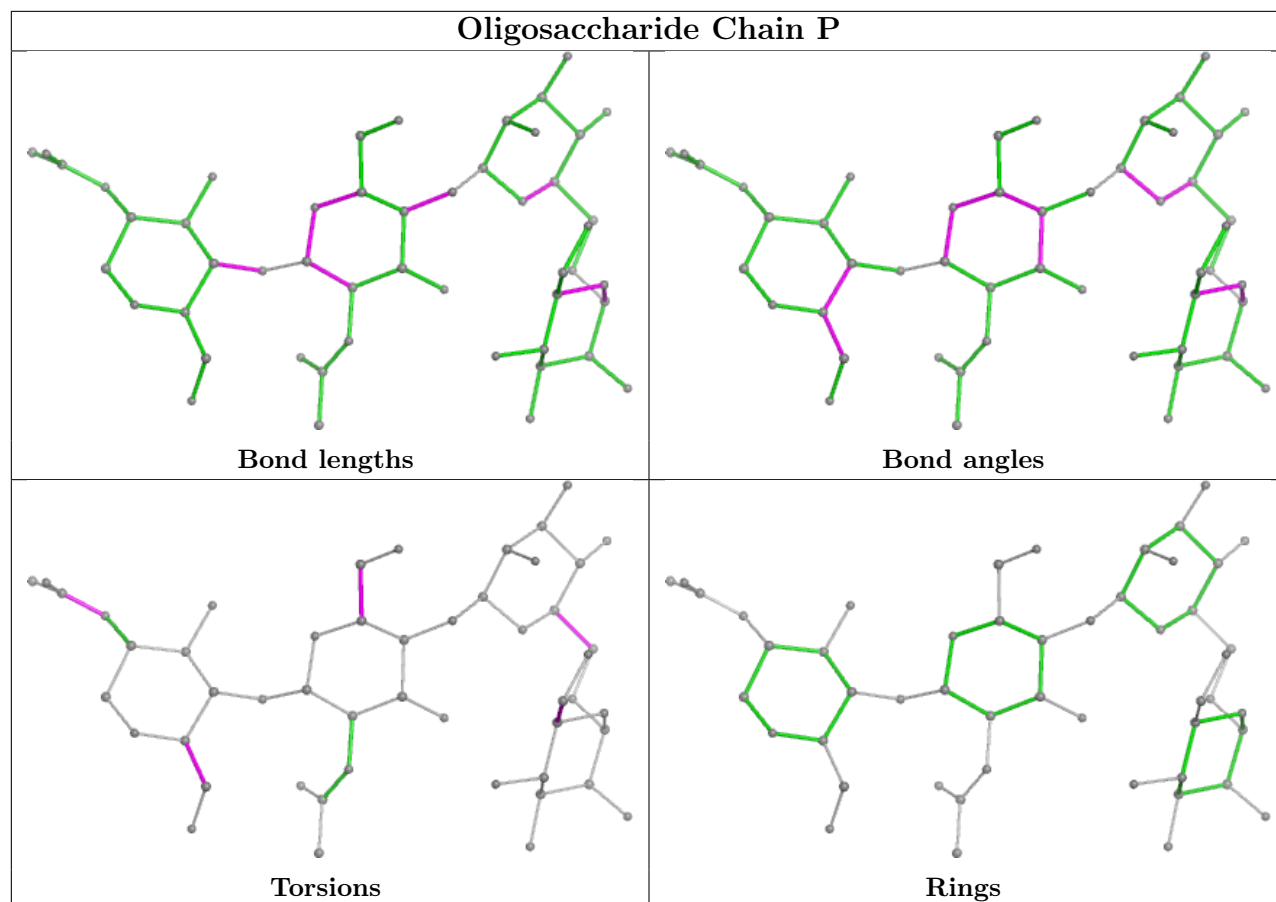 Oligosaccharide Chain P
Bond lengths
Bond angles
Torsions
Rings